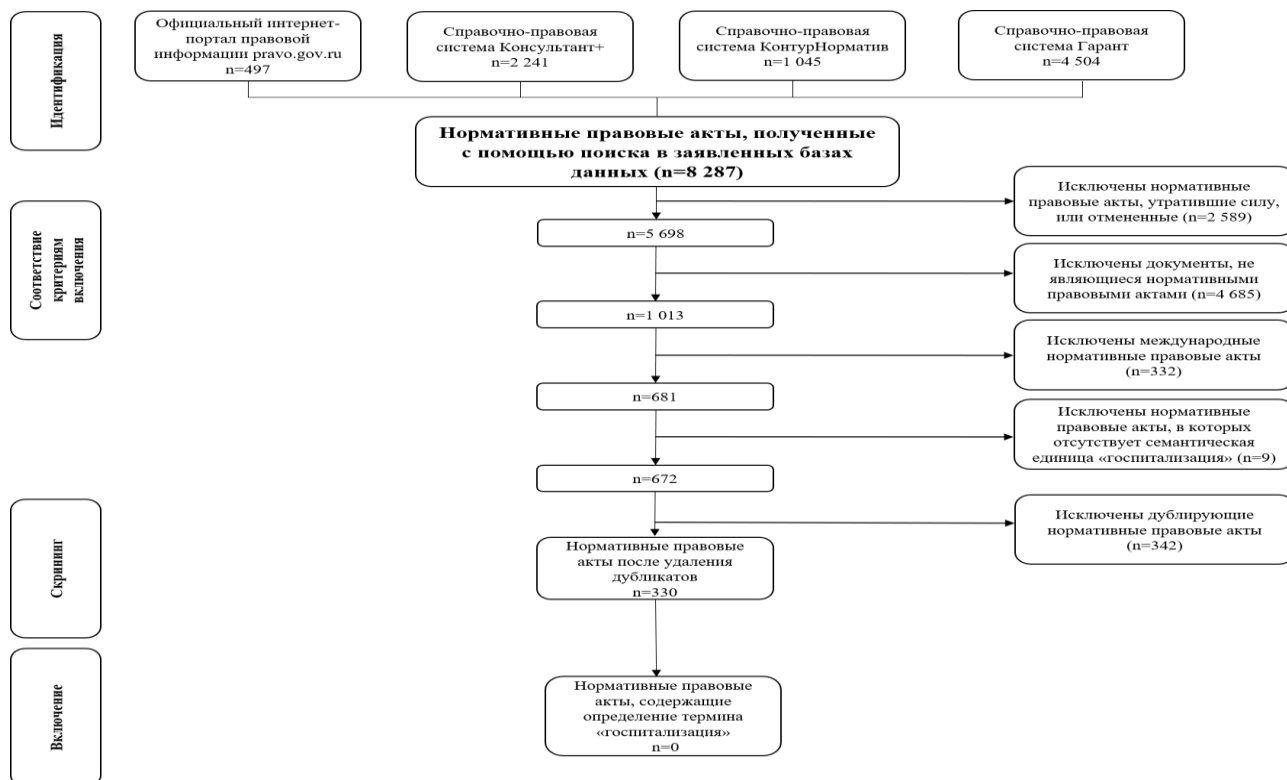 Идентификация
Официальный интернет-
портал правовой
информации pravo.gov.ru
n=497
Справочно-правовая
система Консультант+
n=2 241
Справочно-правовая
система КонтурНорматив
n=1 045
Справочно-правовая
система Гарант
n=4 504
Нормативные правовые акты, полученные
с помощью поиска в заявленных базах
данных (n=8 287)
Соответствие
критериям
включения
Исключены нормативные
правовые акты, утратившие силу,
или отмененные (n=2 589)
n=5 698
Исключены документы, не
являющиеся нормативными
правовыми актами (n=4 685)
n=1 013
Исключены международные
нормативные правовые акты
(n=332)
n=681
Исключены нормативные
правовые акты, в которых
отсутствует семантическая
единица «госпитализация» (n=9)
n=672
Скрининг
Исключены дублирующие
нормативные правовые акты
(n=342)
Нормативные правовые
акты после удаления
дубликатов
n=330
Включение
Нормативные правовые
акты, содержащие
определение термина
«госпитализация»
n=0